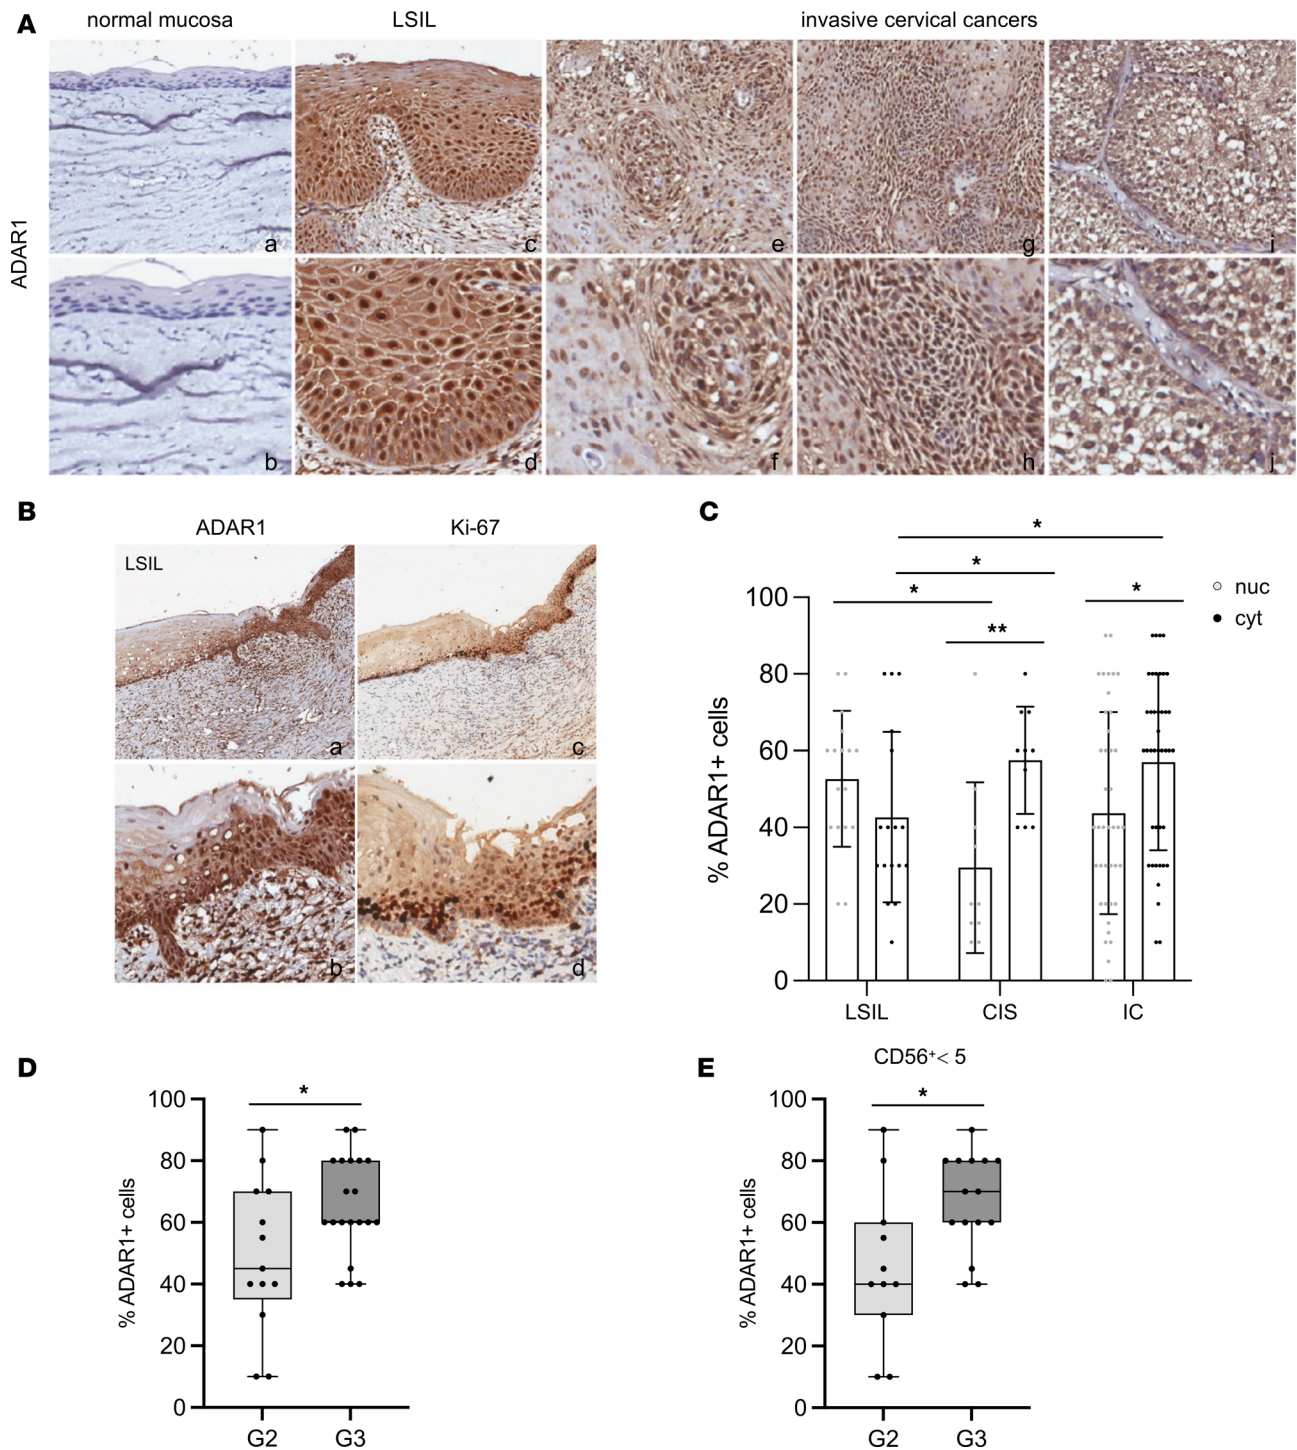 A
normal mucosa
LSIL
invasive cervical cancers
ADAR1
a
c
e
g
i
b
d
f
h
j
B
ADAR1
Ki-67
LSIL
a
c
b
d
C
*
*
*
*
**
nuc
cyt
% ADAR1+ cells
100
80
60
40
20
0
LSIL
CIS
IC
D
*
% ADAR1+ cells
100
80
60
40
20
0
G2
G3
E
CD56+< 5
*
% ADAR1+ cells
100
80
60
40
20
0
G2
G3